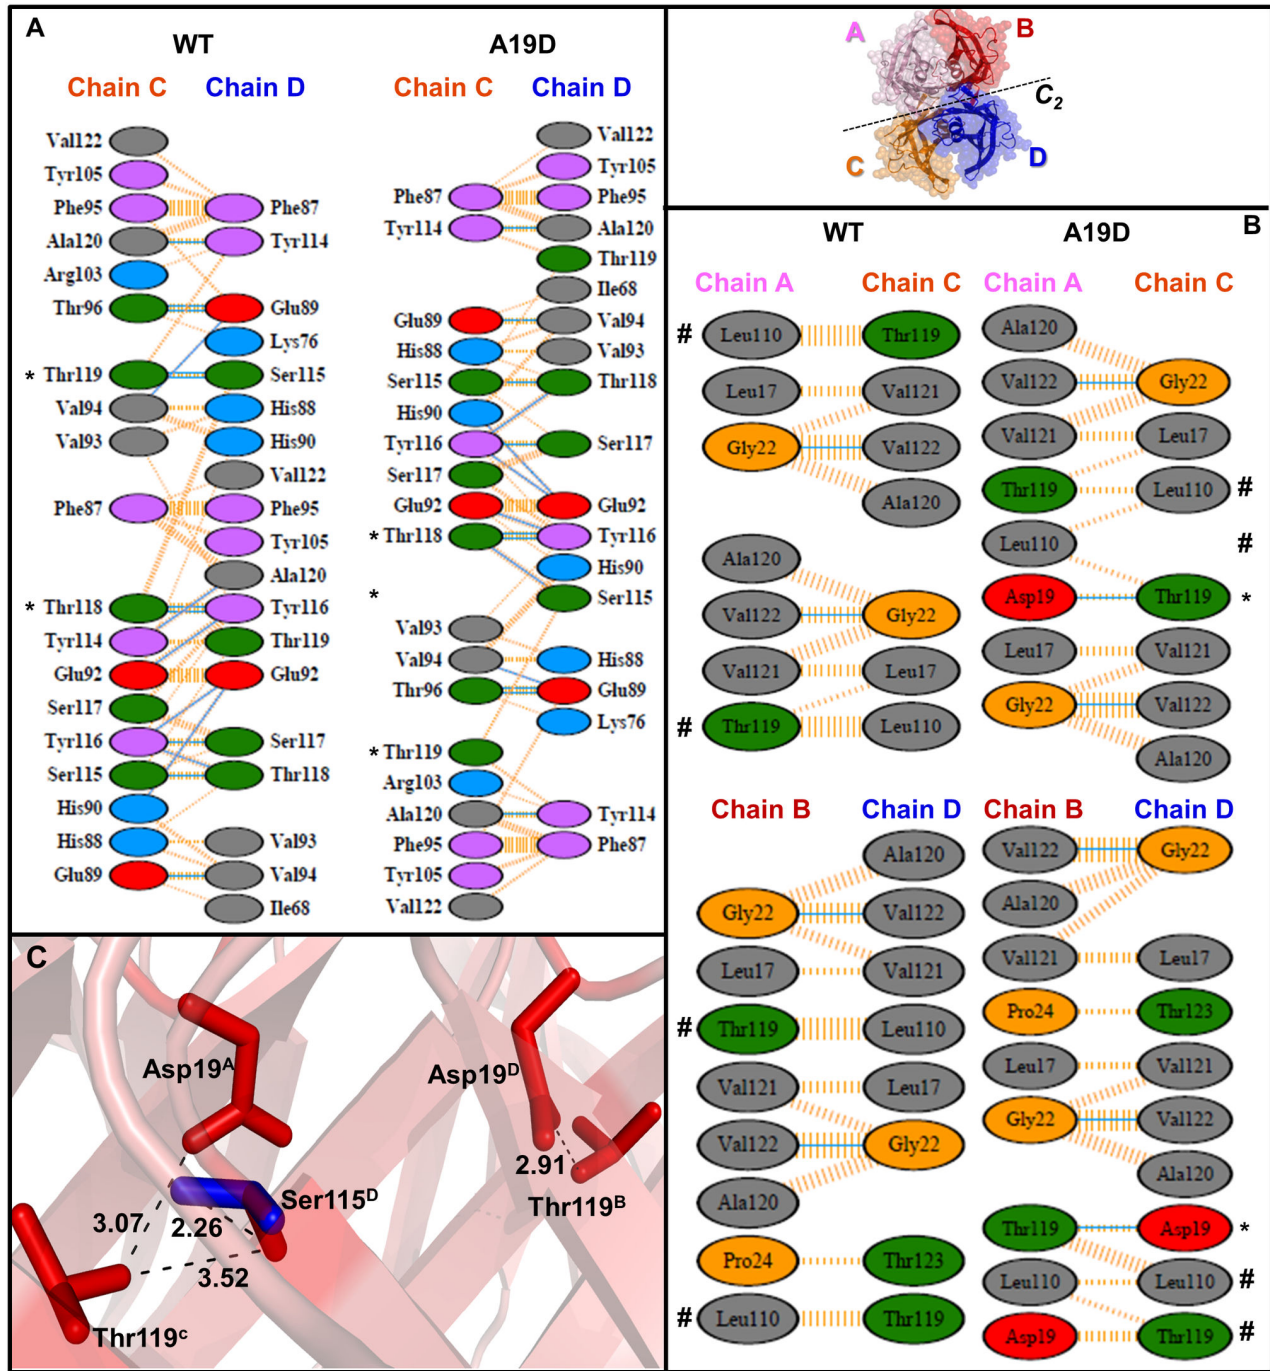 A
WT
A19D
Chain C
Chain D
Chain C
Chain D
Val122
Tyr105
Phe95
Phe87
Ala120
Tyr114
Arg103
Thr96
Glu89
Lys76
* Thr119
Ser115
Val94
His88
Val93
His90
Val122
Phe87
Phe95
Tyr105
Ala120
* Thr118
Tyr116
Tyr114
Thr119
Glu92
Glu92
Ser117
Tyr116
Ser117
Ser115
Thr118
His90
His88
Val93
Glu89
Val94
Ile68
Val122
Tyr105
Phe87
Phe95
Tyr114
Ala120
Thr119
Ile68
Glu89
Val94
His88
Val93
Ser115
Thr118
His90
Tyr116
Ser117
Ser117
Glu92
Glu92
* Thr118
Tyr116
His90
*
Ser115
Val93
Val94
His88
Thr96
Glu89
Lys76
* Thr119
Arg103
Ala120
Tyr114
Phe95
Phe87
Tyr105
Val122
A
B
C2
C
D
B
WT
A19D
Chain A
Chain C
Chain A
Chain C
# Leu110
Thr119
Leu17
Val121
Gly22
Val122
Ala120
Ala120
Val122
Gly22
Val121
Leu17
# Thr119
Leu110
Ala120
Val122
Gly22
Val121
Leu17
Thr119
Leu110 #
Leu110
#
Asp19
Thr119 *
Leu17
Val121
Gly22
Val122
Ala120
Chain B
Chain D
Chain B
Chain D
Ala120
Gly22
Val122
Leu17
Val121
# Thr119
Leu110
Val121
Leu17
Val122
Gly22
Ala120
Pro24
Thr123
# Leu110
Thr119
Val122
Gly22
Ala120
Val121
Leu17
Pro24
Thr123
Leu17
Val121
Gly22
Val122
Ala120
Thr119
Asp19 *
Leu110
Leu110 #
Asp19
Thr119 #
C
Asp19A
Asp19D
2.91
Ser115D
Thr119B
3.07
2.26
3.52
Thr119c